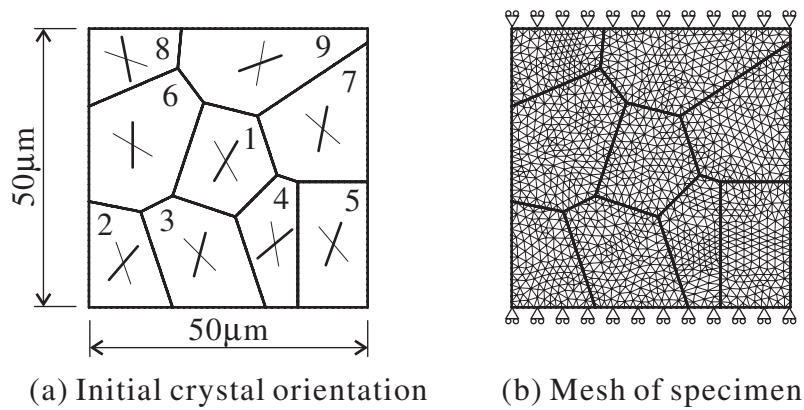 8
9
7
6
1
50µm
2
3
4
5
50µm
(a) Initial crystal orientation
(b) Mesh of specimen